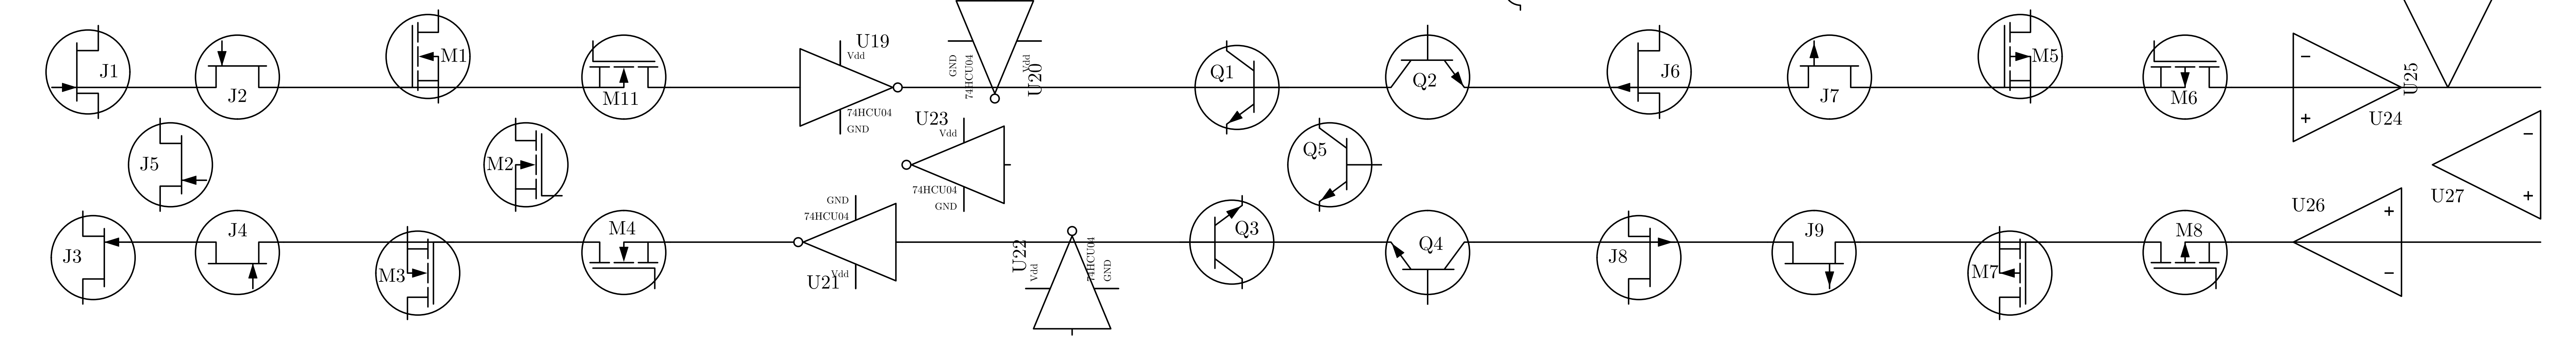 J1
J2
M1
M11
U19
Vdd
74HCU04
GND
GND
74HCU04
Vdd
U20
Q1
Q2
J6
J7
M5
M6
−
+
U24
U25
J5
M2
U23
Vdd
74HCU04
GND
Q5
−
+
U27
J3
J4
M3
M4
GND
74HCU04
Vdd
U21
U22
Vdd
74HCU04
GND
Q3
Q4
J8
J9
M7
M8
U26
+
−